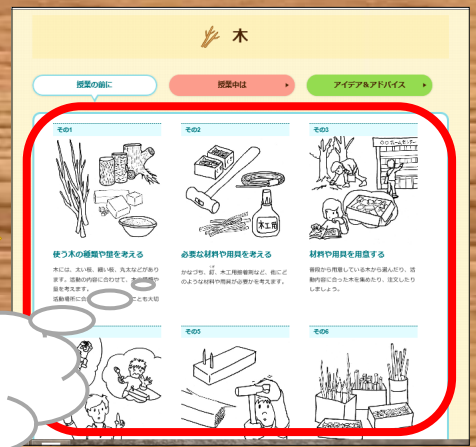 木
授業の前に
授業中は
アイデア&アドバイス
その1
その2
その3
○○ホームセンター
木工用
使う木の種類や量を考える
必要な材料や用具を考える
材料や用具を用意する
木には、太い枝、細い枝、丸太などがあり
ます。活動の内容に合わせて、
量を考えます。
活動場所に合
ことも大切
かなづち、釘、木工用接着剤など、他にど
のような材料や用具が必要かを考えます。
普段から用意している木から選んだり、活
動内容に合った木を集めたり、注文したり
しましょう。
その5
その6